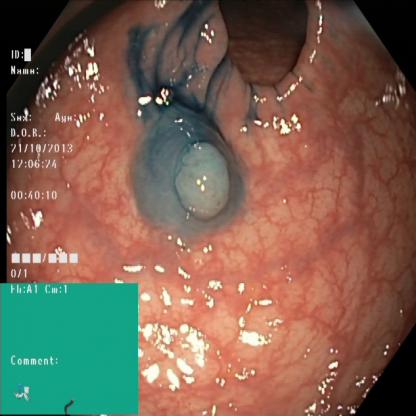 ID:
Name:
Sex: Age:
D.O.B.:
21/10/2013
12:06:24
00:40:10
0/1
Eh:A1 Cm:1
Comment: